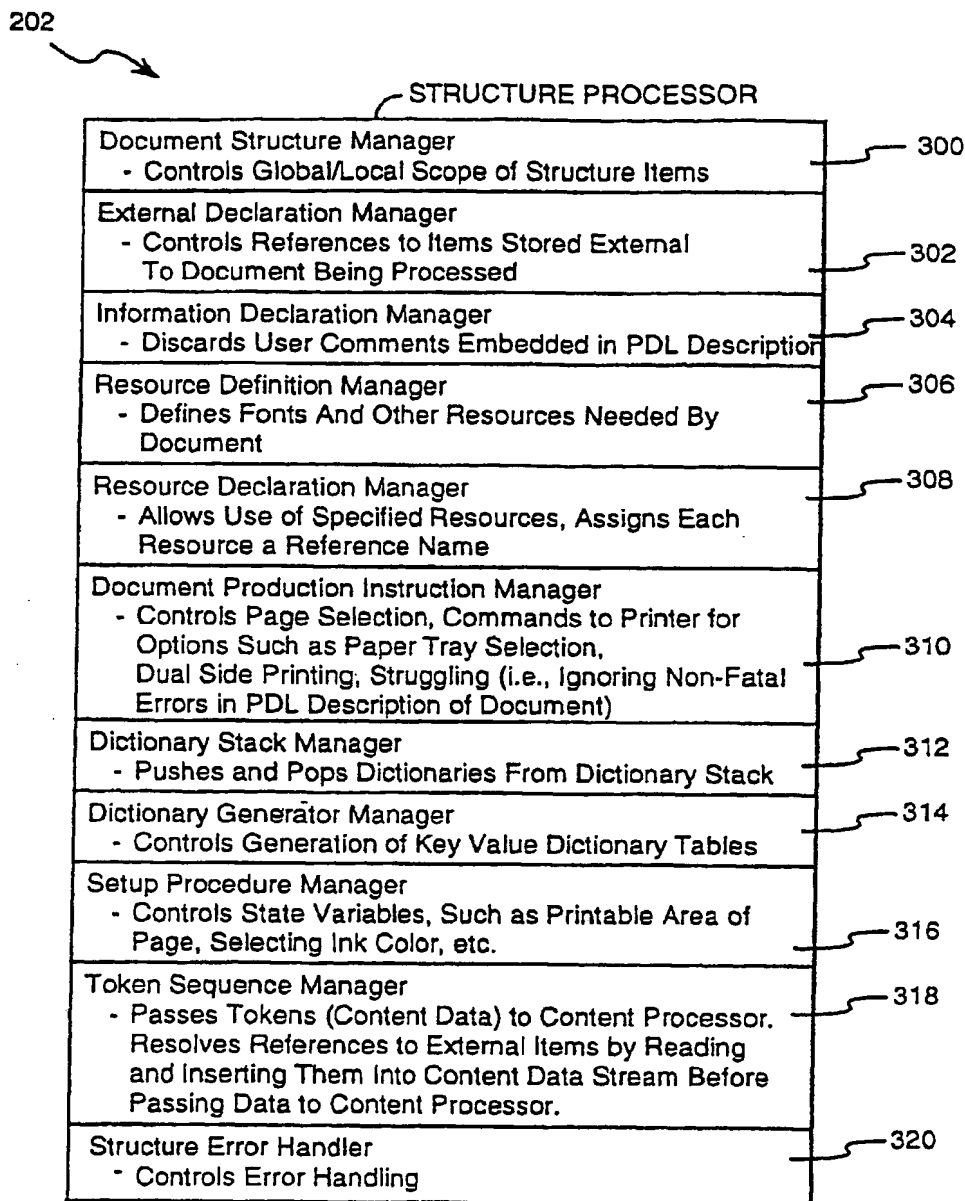 202
STRUCTURE PROCESSOR
Document Structure Manager
- Controls Global/Local Scope of Structure Items
300
External Declaration Manager
- Controls References to Items Stored External
To Document Being Processed
302
Information Declaration Manager
- Discards User Comments Embedded in PDL Description
304
Resource Definition Manager
- Defines Fonts And Other Resources Needed By
Document
306
Resource Declaration Manager
- Allows Use of Specified Resources, Assigns Each
Resource a Reference Name
308
Document Production Instruction Manager
- Controls Page Selection, Commands to Printer for
Options Such as Paper Tray Selection,
Dual Side Printing, Struggling (i.e., Ignoring Non-Fatal
Errors in PDL Description of Document)
310
Dictionary Stack Manager
- Pushes and Pops Dictionaries From Dictionary Stack
312
Dictionary Generator Manager
- Controls Generation of Key Value Dictionary Tables
314
Setup Procedure Manager
- Controls State Variables, Such as Printable Area of
Page, Selecting Ink Color, etc.
316
Token Sequence Manager
- Passes Tokens (Content Data) to Content Processor.
Resolves References to External Items by Reading
and Inserting Them Into Content Data Stream Before
Passing Data to Content Processor.
318
Structure Error Handler
- Controls Error Handling
320